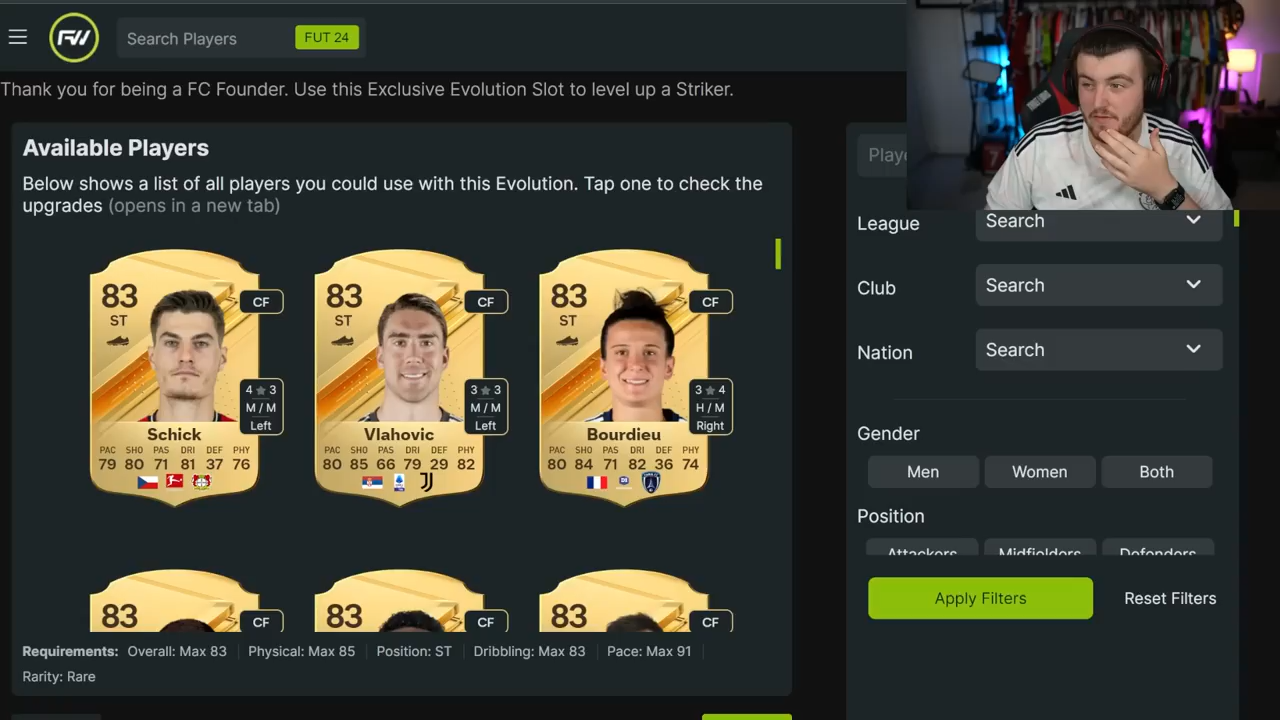 FW
Search Players
FUT 24
Thank you for being a FC Founder. Use this Exclusive Evolution Slot to level up a Striker.
Available Players
Below shows a list of all players you could use with this Evolution. Tap one to check the
upgrades (opens in a new tab)
83
ST
CF
4 ★ 3
M / M
Left
Schick
PAC SHO PAS DRI DEF PHY
79 80 71 81 37 76
83
ST
CF
3 ★ 3
M / M
Left
Vlahovic
PAC SHO PAS DRI DEF PHY
80 85 66 79 29 82
83
ST
CF
3 ★ 4
H / M
Right
Bourdieu
PAC SHO PAS DRI DEF PHY
80 84 71 82 36 74
83
CF
83
CF
83
CF
Requirements: Overall: Max 83 Physical: Max 85 Position: ST Dribbling: Max 83 Pace: Max 91
Rarity: Rare
Playe
League
Search
Club
Search
Nation
Search
Gender
Men
Women
Both
Position
Attackers
Midfielders
Defenders
Apply Filters
Reset Filters